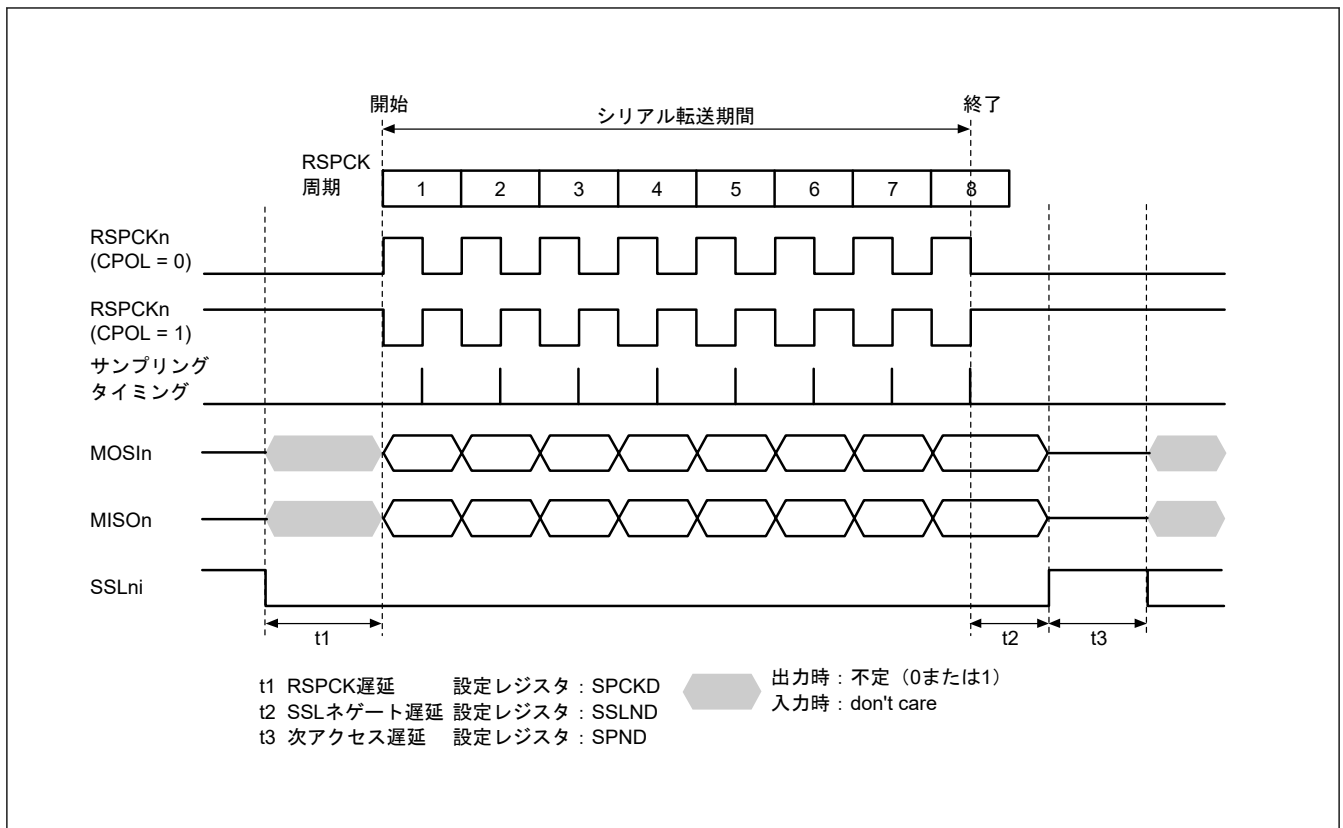 開始
終了
シリアル転送期間
RSPCK
周期
1 2 3 4 5 6 7 8
RSPCKn
(CPOL = 0)
RSPCKn
(CPOL = 1)
サンプリング
タイミング
MOSIn
MISOn
SSLni
t1
t2
t3
t1 RSPCK遅延 設定レジスタ:SPCKD
t2 SSLネゲート遅延 設定レジスタ:SSLND
t3 次アクセス遅延 設定レジスタ:SPND
出力時:不定(0または1)
入力時:don't care